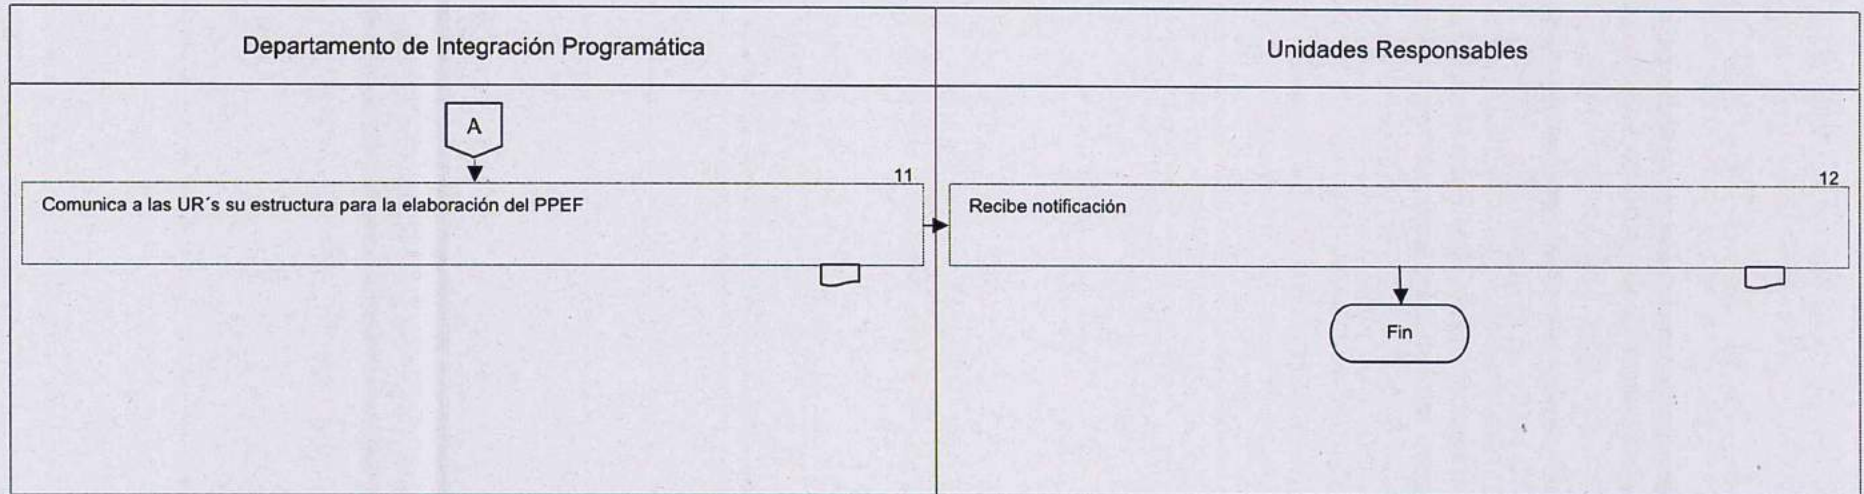 Departamento de Integración Programática
Unidades Responsables
A
11
Comunica a las UR´s su estructura para la elaboración del PPEF
12
Recibe notificación
Fin